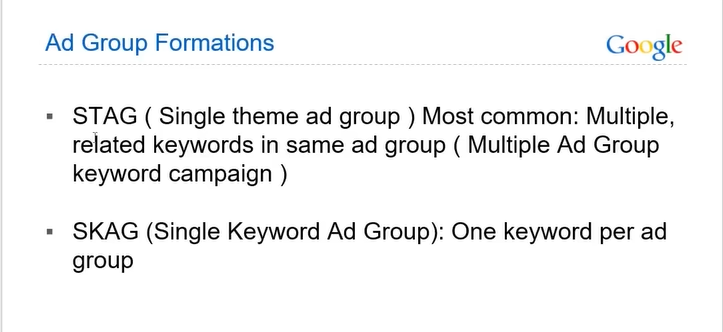 Ad Group Formations
Google
▪ STAG ( Single theme ad group ) Most common: Multiple,
related keywords in same ad group ( Multiple Ad Group
keyword campaign )
▪ SKAG (Single Keyword Ad Group): One keyword per ad
group